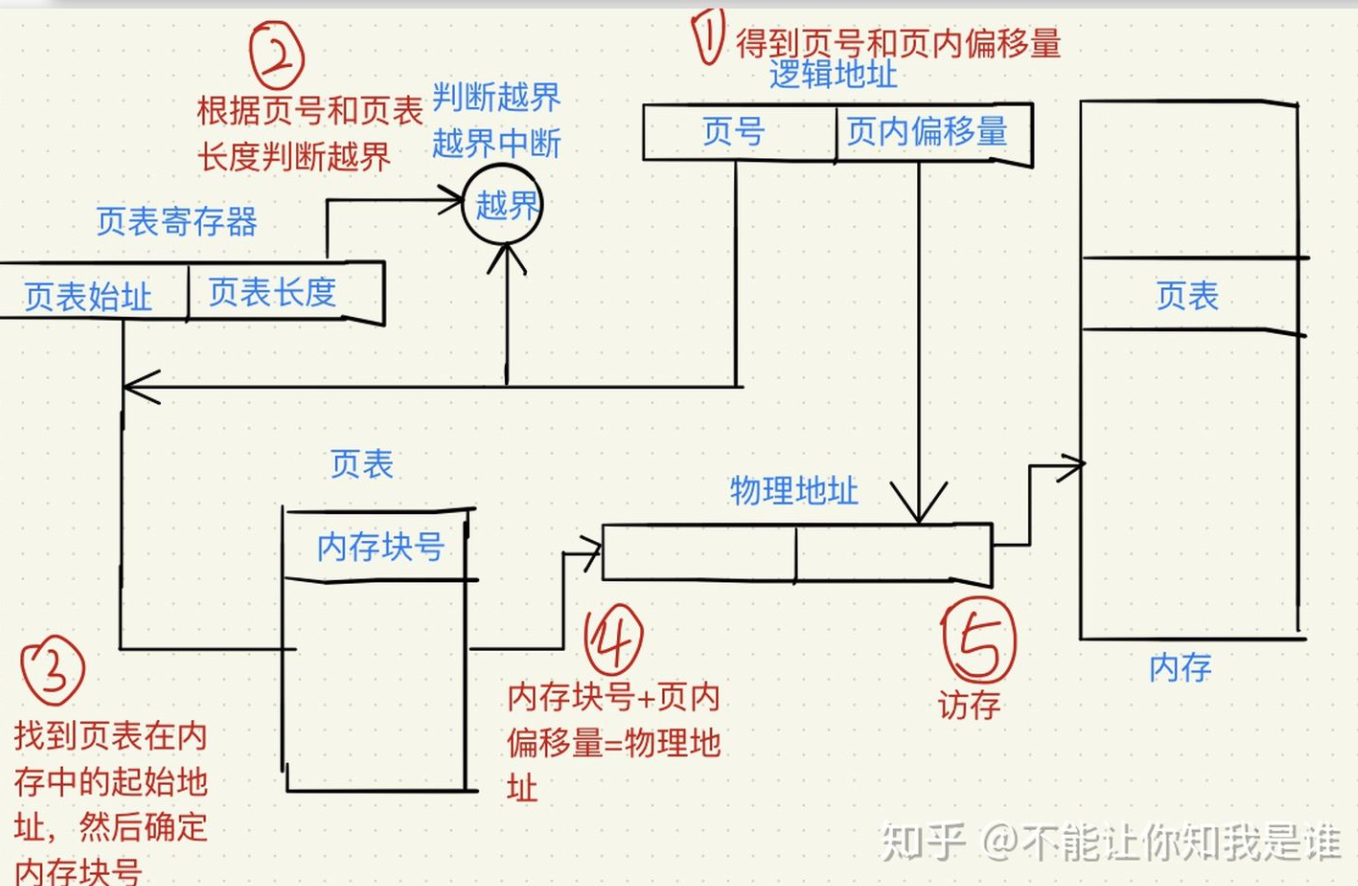 ①
得到页号和页内偏移量
逻辑地址
页号
页内偏移量
②
根据页号和页表
长度判断越界
判断越界
越界中断
越界
页表寄存器
页表始址
页表长度
页表
页表
内存块号
物理地址
③
找到页表在内
存中的起始地
址，然后确定
内存块号
④
内存块号+页内
偏移量=物理地
址
⑤
访存
内存
知乎 @不能让你知我是谁